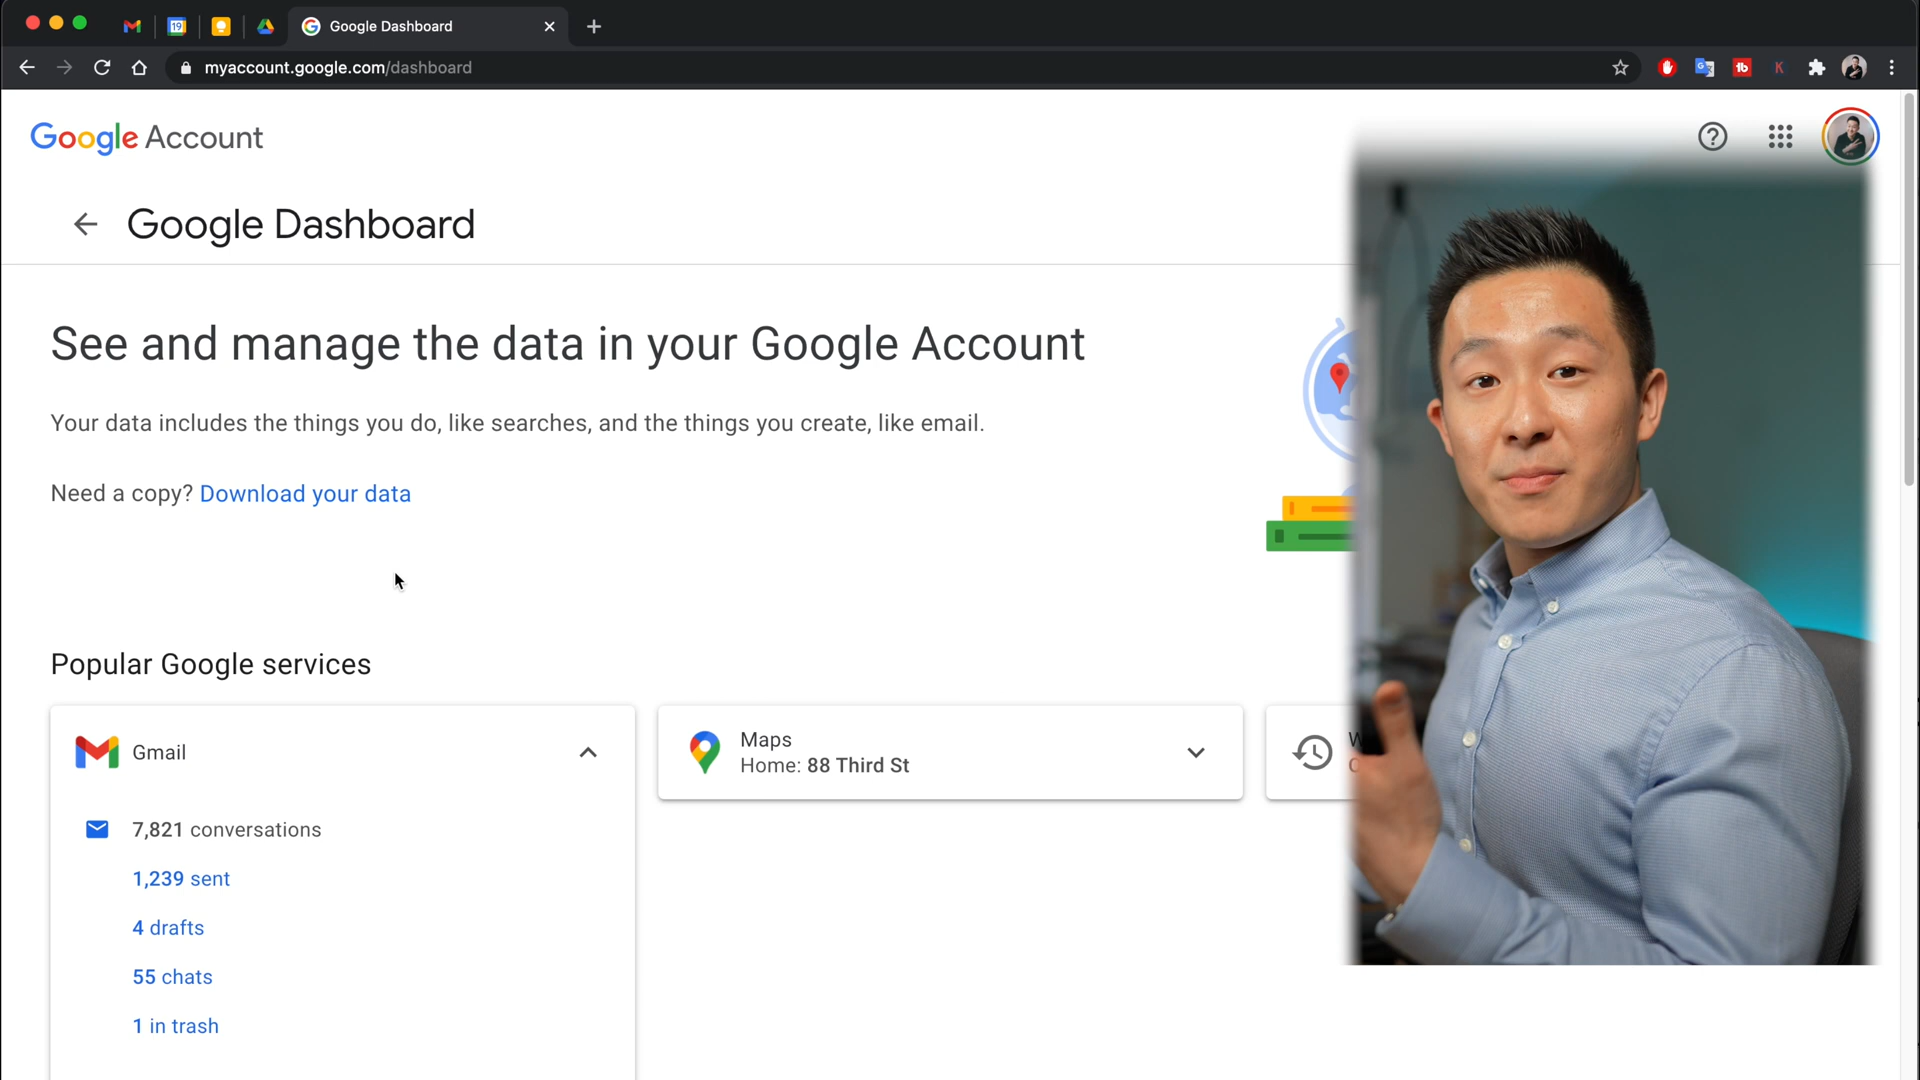 Google Dashboard
myaccount.google.com/dashboard
Google Account
Google Dashboard
See and manage the data in your Google Account
Your data includes the things you do, like searches, and the things you create, like email.
Need a copy? Download your data
Popular Google services
Gmail
7,821 conversations
1,239 sent
4 drafts
55 chats
1 in trash
Maps
Home: 88 Third St